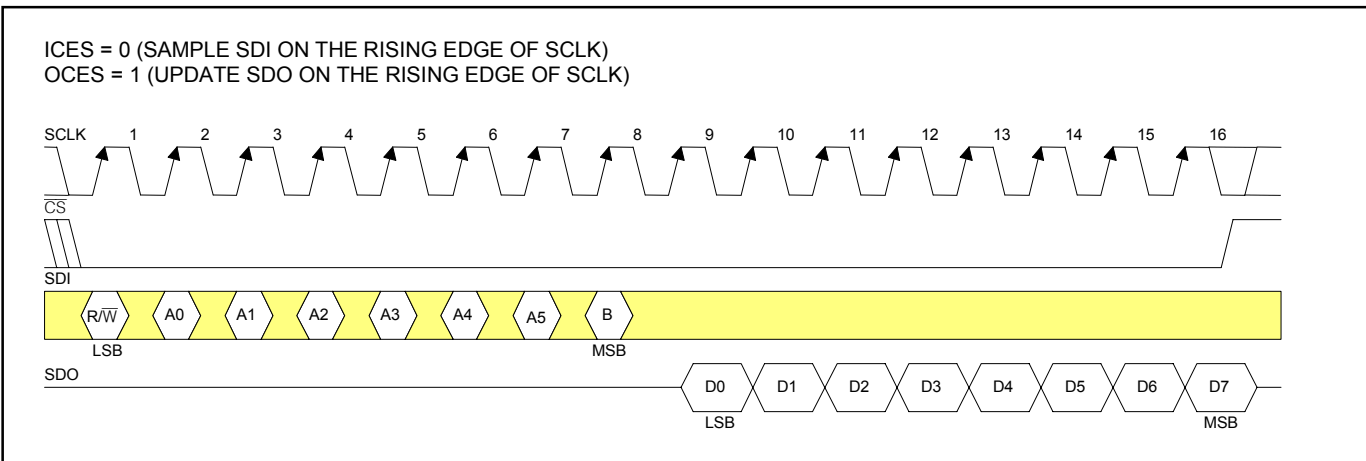 ICES = 0 (SAMPLE SDI ON THE RISING EDGE OF SCLK)
OCES = 1 (UPDATE SDO ON THE RISING EDGE OF SCLK)
SCLK 1 2 3 4 5 6 7 8 9 10 11 12 13 14 15 16
C̅S̅
SDI
R/W̅ A0 A1 A2 A3 A4 A5 B
LSB MSB
SDO
D0 D1 D2 D3 D4 D5 D6 D7
LSB MSB